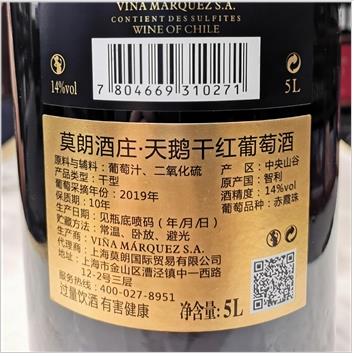 VIÑA MARQUEZ S.A.
CONTIENT DES SULFITES
WINE OF CHILE
14%vol
7 804669 310271
5L
莫朗酒庄·天鹅干红葡萄酒
原料与辅料：葡萄汁、二氧化硫
产品类型：干型
葡萄采摘年份：2019年
保质期：10年
生产日期：见瓶底喷码（年/月/日）
贮藏方法：常温、卧放、避光
生产商：VIÑA MÁRQUEZ S.A.
代理商：上海莫朗国际贸易有限公司
地址：上海市金山区漕泾镇中一西路
12-2号三层
服务热线：400-027-8951
过量饮酒 有害健康
产 区：中央山谷
原产国：智利
酒精度：14%vol
葡萄品种：赤霞珠
净含量：5L